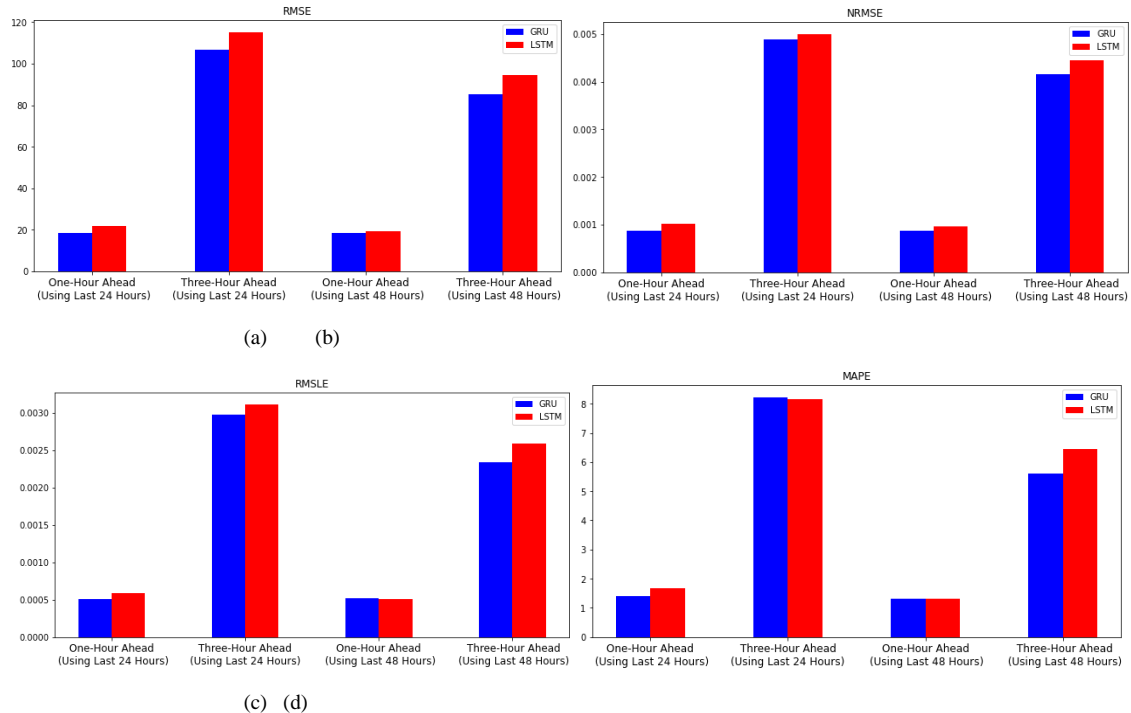 RMSE
120
100
80
60
40
20
0
GRU
LSTM
One-Hour Ahead
(Using Last 24 Hours)
Three-Hour Ahead
(Using Last 24 Hours)
One-Hour Ahead
(Using Last 48 Hours)
Three-Hour Ahead
(Using Last 48 Hours)
NRMSE
0.005
0.004
0.003
0.002
0.001
0.000
GRU
LSTM
One-Hour Ahead
(Using Last 24 Hours)
Three-Hour Ahead
(Using Last 24 Hours)
One-Hour Ahead
(Using Last 48 Hours)
Three-Hour Ahead
(Using Last 48 Hours)
(a) (b)
RMSLE
0.0030
0.0025
0.0020
0.0015
0.0010
0.0005
0.0000
GRU
LSTM
One-Hour Ahead
(Using Last 24 Hours)
Three-Hour Ahead
(Using Last 24 Hours)
One-Hour Ahead
(Using Last 48 Hours)
Three-Hour Ahead
(Using Last 48 Hours)
MAPE
8
7
6
5
4
3
2
1
0
GRU
LSTM
One-Hour Ahead
(Using Last 24 Hours)
Three-Hour Ahead
(Using Last 24 Hours)
One-Hour Ahead
(Using Last 48 Hours)
Three-Hour Ahead
(Using Last 48 Hours)
(c) (d)